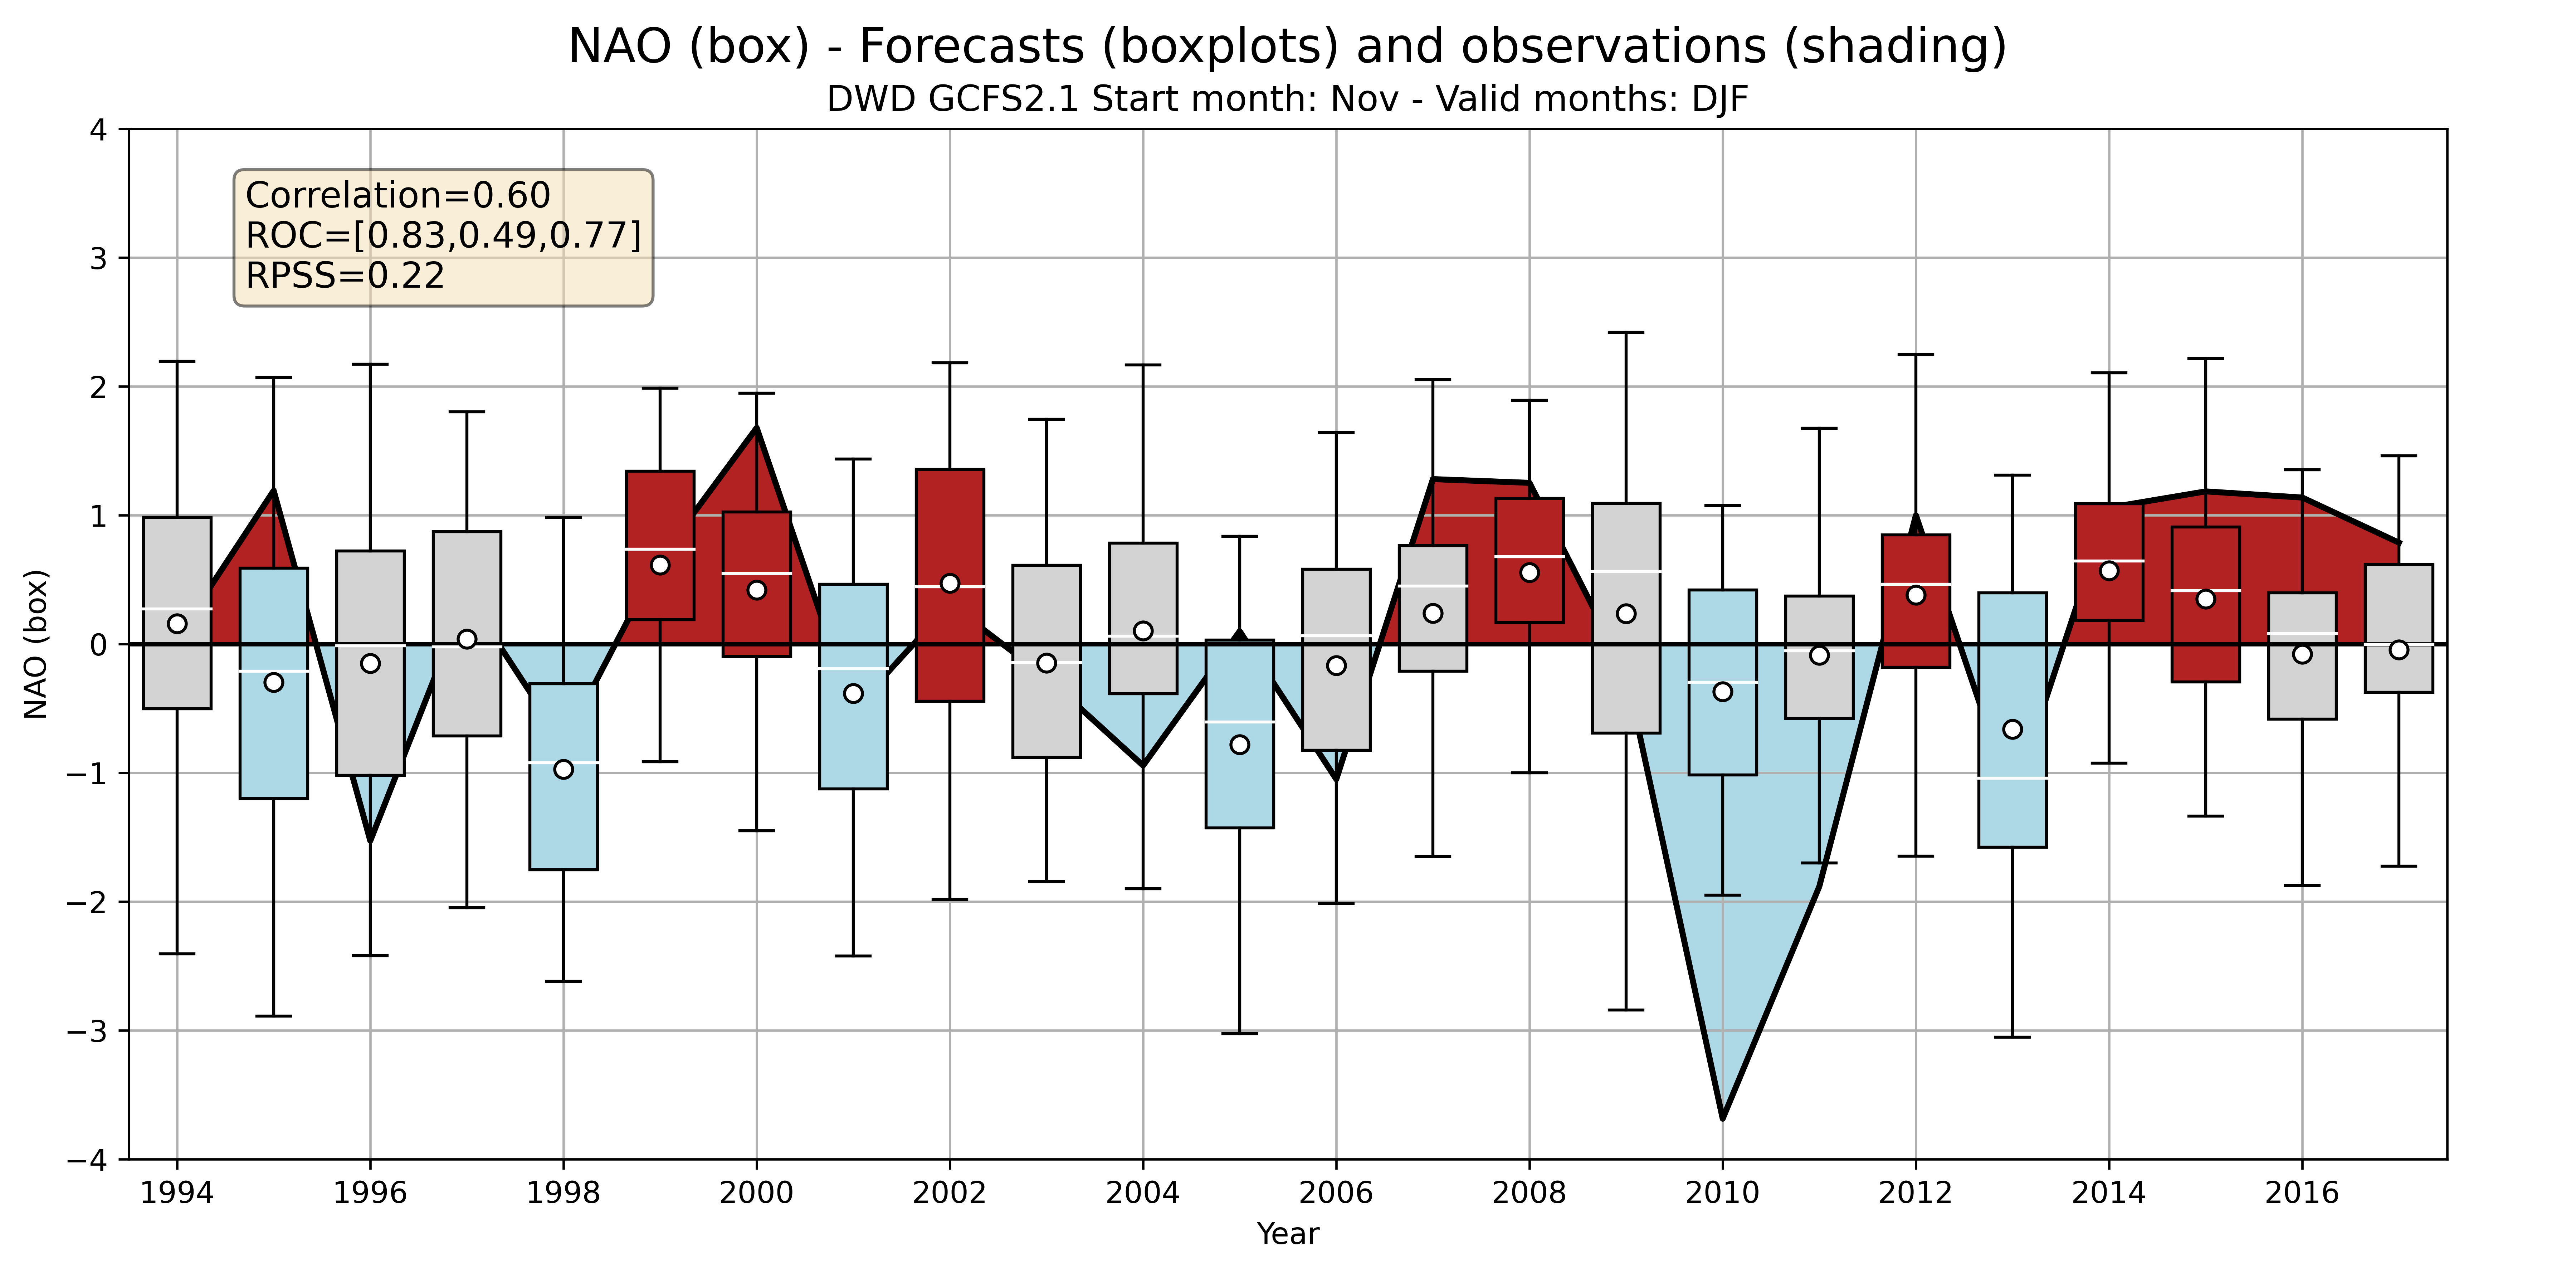 NAO (box) - Forecasts (boxplots) and observations (shading)
DWD GCFS2.1 Start month: Nov - Valid months: DJF
Correlation=0.60
ROC=[0.83,0.49,0.77]
RPSS=0.22
NAO (box)
4
3
2
1
0
−1
−2
−3
−4
1994 1996 1998 2000 2002 2004 2006 2008 2010 2012 2014 2016
Year